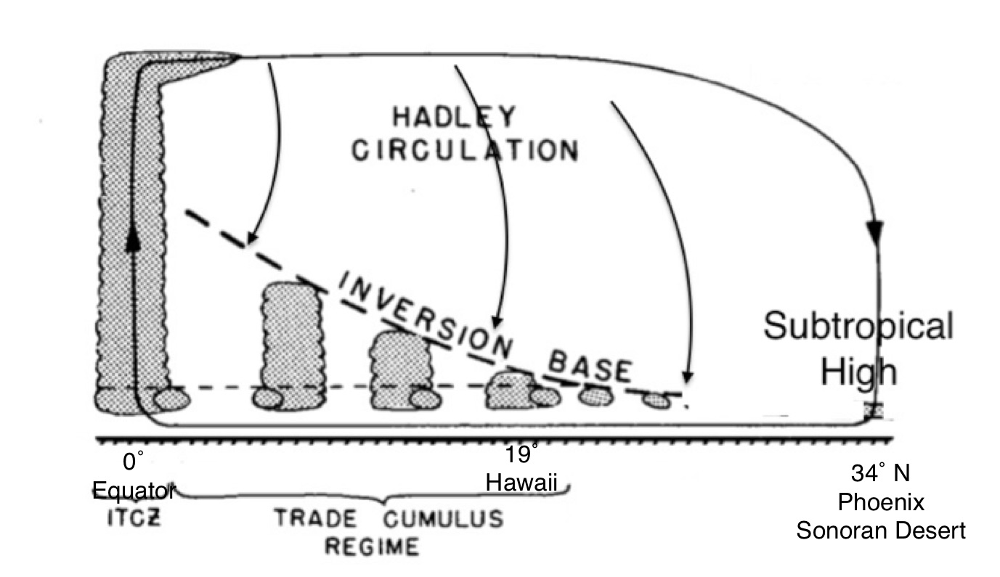 HADLEY
CIRCULATION
INVERSION BASE
Subtropical
High
0°
Equator
ITCZ
TRADE CUMULUS
REGIME
19°
Hawaii
34° N
Phoenix
Sonoran Desert